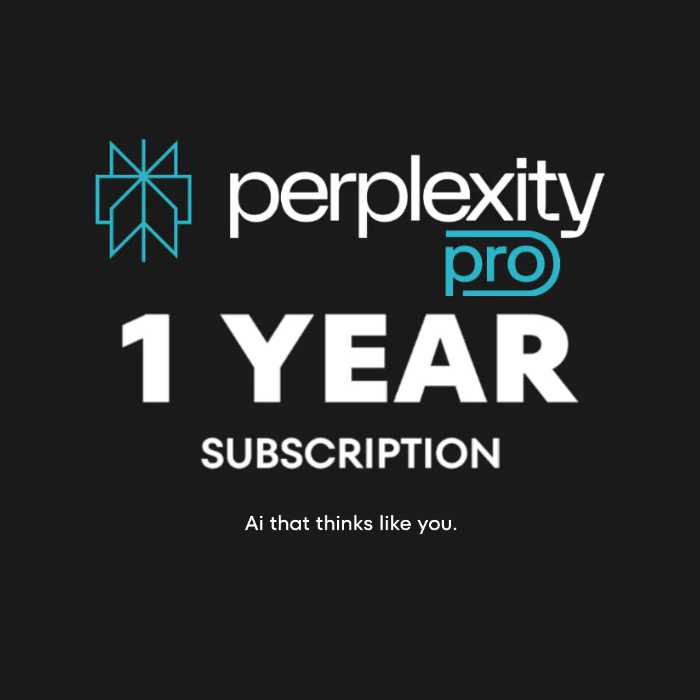 perplexity
pro
1 YEAR
SUBSCRIPTION
Ai that thinks like you.